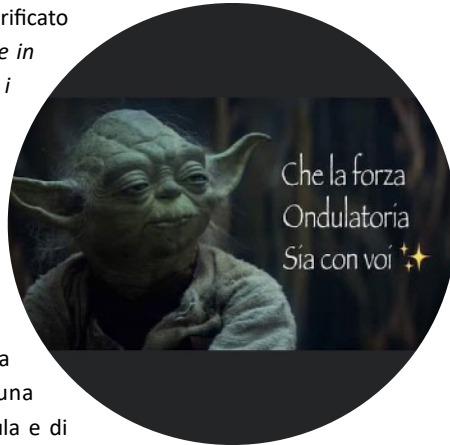 rificato
e in
i
Che la forza
Ondulatoria
Sia con voi ✨
a
una
ula e di